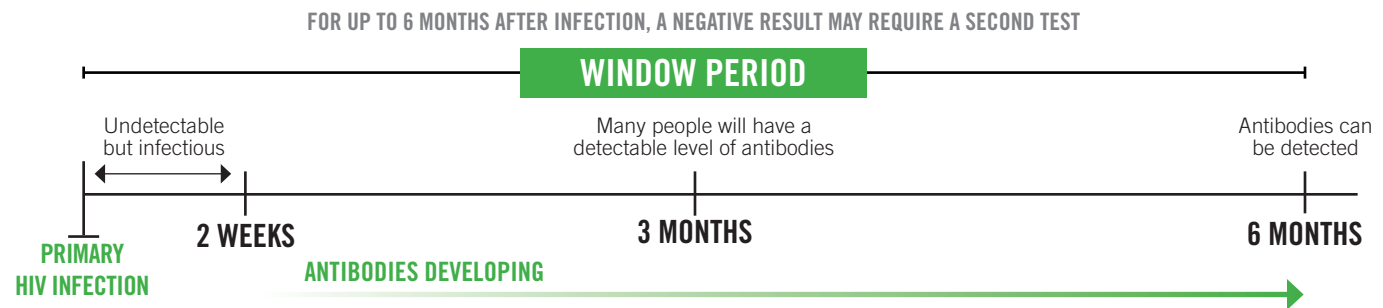 FOR UP TO 6 MONTHS AFTER INFECTION, A NEGATIVE RESULT MAY REQUIRE A SECOND TEST
WINDOW PERIOD
Undetectable
but infectious
Many people will have a
detectable level of antibodies
Antibodies can
be detected
2 WEEKS
3 MONTHS
6 MONTHS
PRIMARY
HIV INFECTION
ANTIBODIES DEVELOPING